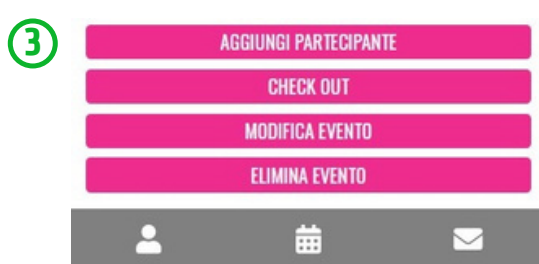 3
AGGIUNGI PARTECIPANTE
CHECK OUT
MODIFICA EVENTO
ELIMINA EVENTO